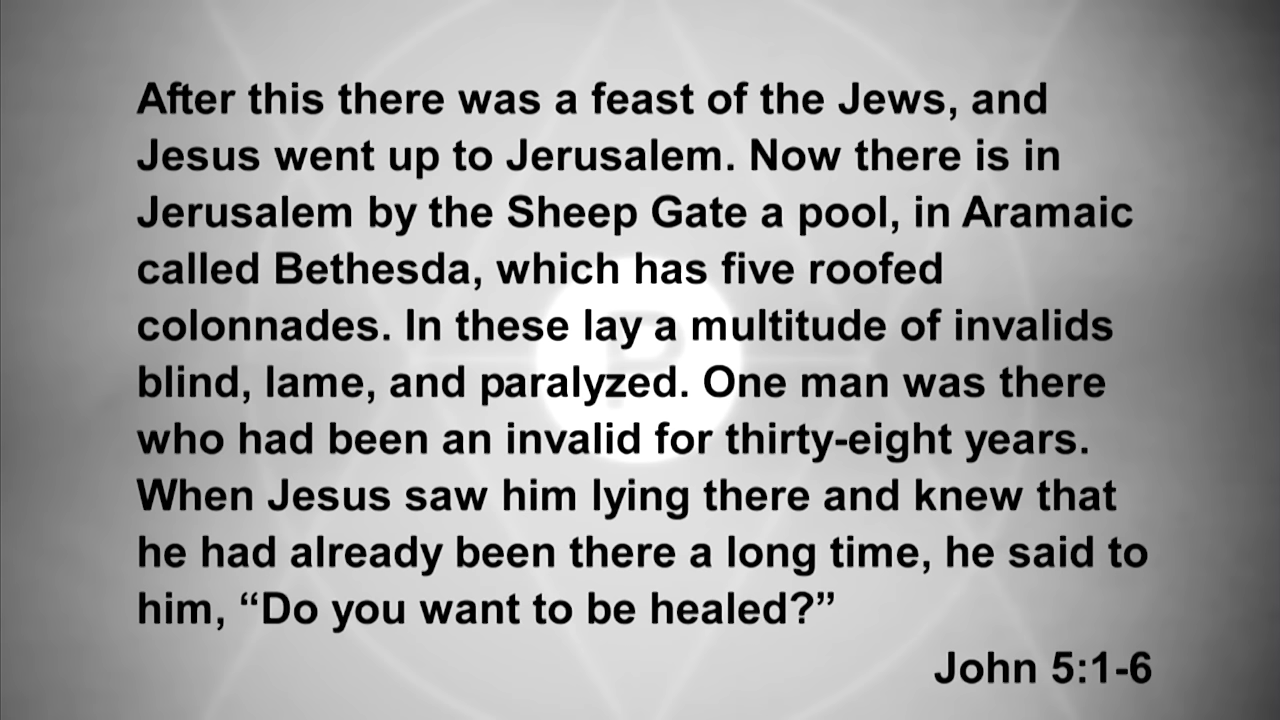 After this there was a feast of the Jews, and
Jesus went up to Jerusalem. Now there is in
Jerusalem by the Sheep Gate a pool, in Aramaic
called Bethesda, which has five roofed
colonnades. In these lay a multitude of invalids
blind, lame, and paralyzed. One man was there
who had been an invalid for thirty-eight years.
When Jesus saw him lying there and knew that
he had already been there a long time, he said to
him, “Do you want to be healed?”
John 5:1-6